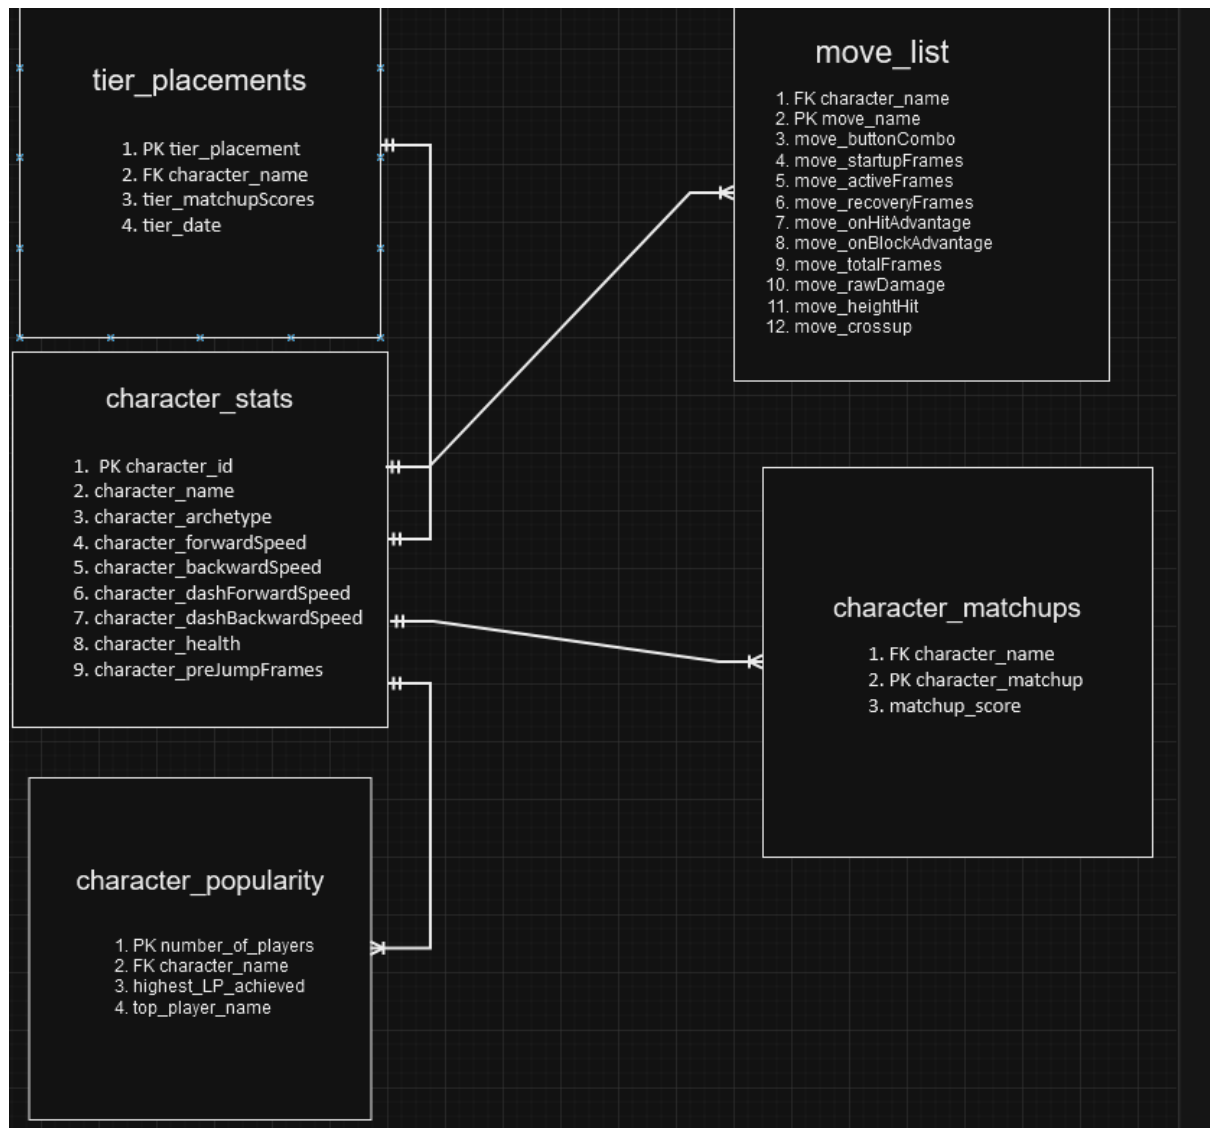 tier_placements
1. PK tier_placement
2. FK character_name
3. tier_matchupScores
4. tier_date
move_list
1. FK character_name
2. PK move_name
3. move_buttonCombo
4. move_startupFrames
5. move_activeFrames
6. move_recoveryFrames
7. move_onHitAdvantage
8. move_onBlockAdvantage
9. move_totalFrames
10. move_rawDamage
11. move_heightHit
12. move_crossup
character_stats
1. PK character_id
2. character_name
3. character_archetype
4. character_forwardSpeed
5. character_backwardSpeed
6. character_dashForwardSpeed
7. character_dashBackwardSpeed
8. character_health
9. character_preJumpFrames
character_matchups
1. FK character_name
2. PK character_matchup
3. matchup_score
character_popularity
1. PK number_of_players
2. FK character_name
3. highest_LP_achieved
4. top_player_name